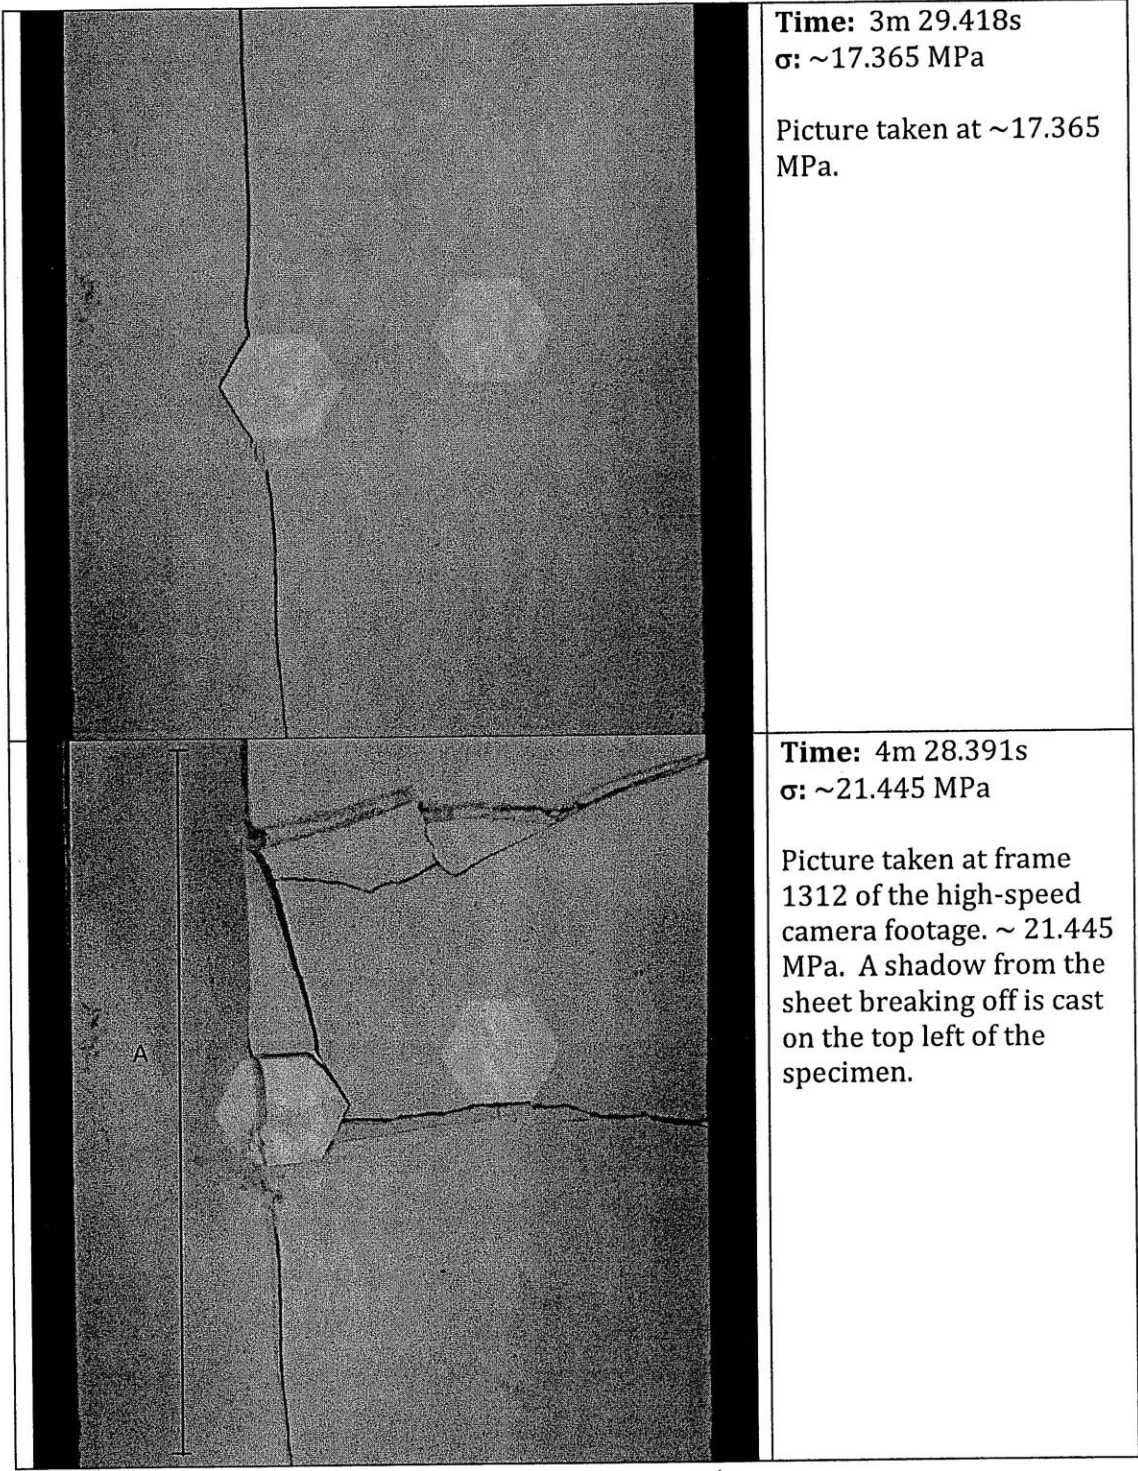 Time: 3m 29.418s
σ: ~17.365 MPa
Picture taken at ~17.365
MPa.
Time: 4m 28.391s
σ: ~21.445 MPa
Picture taken at frame
1312 of the high-speed
camera footage. ~ 21.445
MPa. A shadow from the
sheet breaking off is cast
on the top left of the
specimen.
A